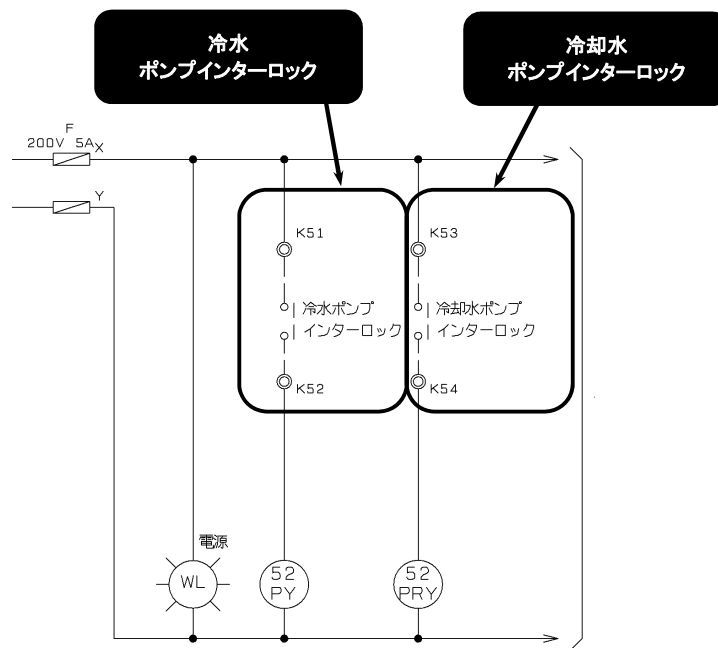 冷水
ポンプインターロック
冷却水
ポンプインターロック
F
200V 5A
X
Y
K51
K53
冷水ポンプ
インターロック
冷却水ポンプ
インターロック
K52
K54
電源
WL
52
PY
52
PRY